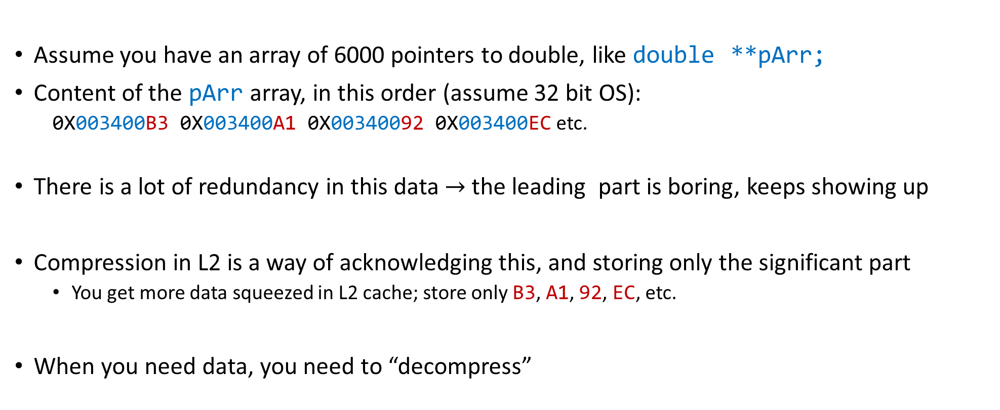 • Assume you have an array of 6000 pointers to double, like double **pArr;
• Content of the pArr array, in this order (assume 32 bit OS):
0X003400B3 0X003400A1 0X00340092 0X003400EC etc.
• There is a lot of redundancy in this data → the leading part is boring, keeps showing up
• Compression in L2 is a way of acknowledging this, and storing only the significant part
• You get more data squeezed in L2 cache; store only B3, A1, 92, EC, etc.
• When you need data, you need to “decompress”